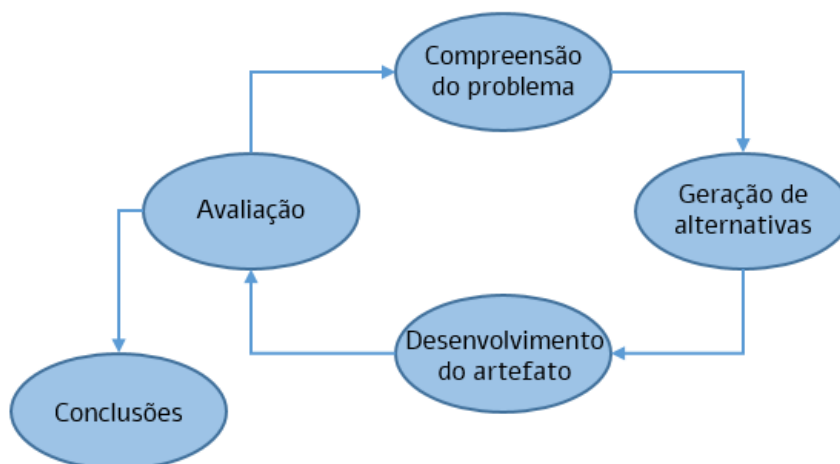 Compreensão
do problema
Geração de
alternativas
Desenvolvimento
do artefato
Avaliação
Conclusões